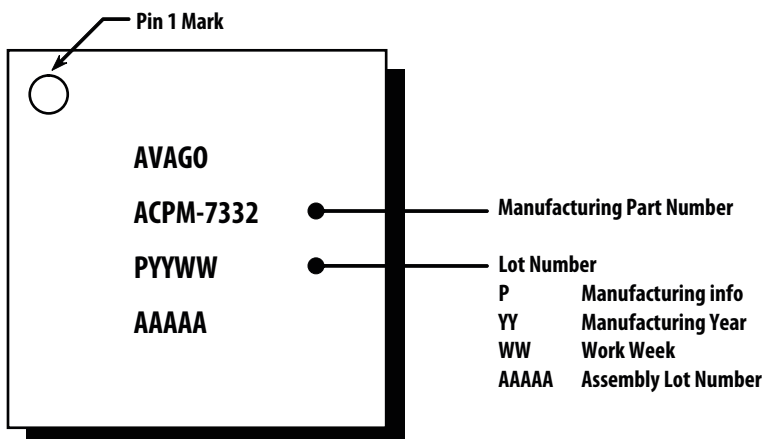 Pin 1 Mark
AVAGO
ACPM-7332
PYYWW
AAAAA
Manufacturing Part Number
Lot Number
P Manufacturing info
YY Manufacturing Year
WW Work Week
AAAAA Assembly Lot Number